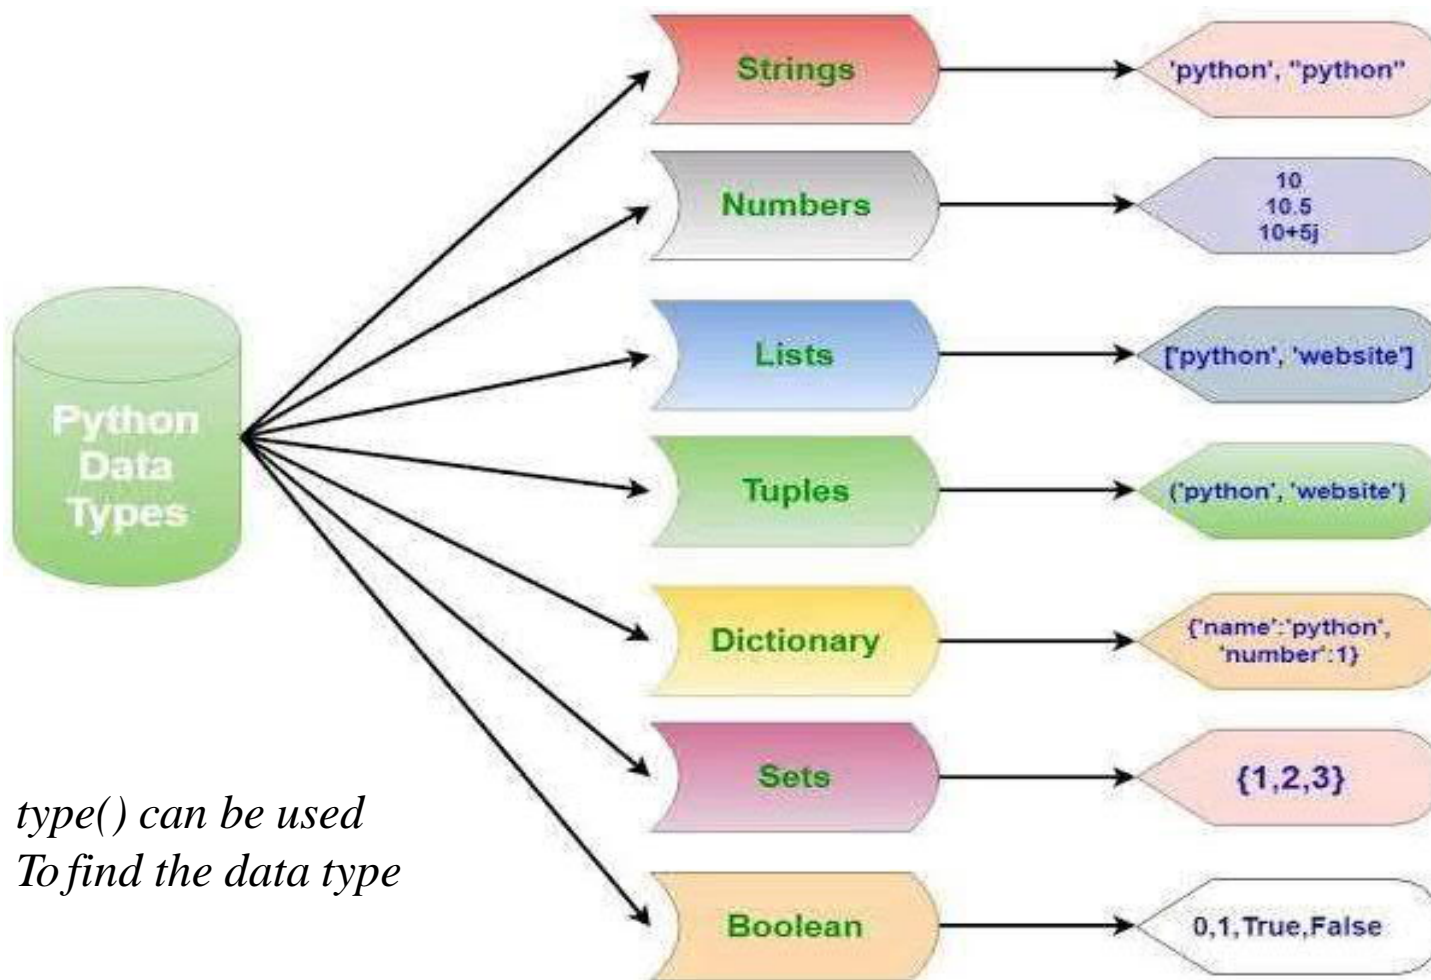 Strings
'python', "python"
Numbers
10
10.5
10+5j
Lists
['python', 'website']
Python
Data
Types
Tuples
('python', 'website')
Dictionary
{'name':'python',
'number':1}
Sets
{1,2,3}
type() can be used
To find the data type
Boolean
0,1,True,False